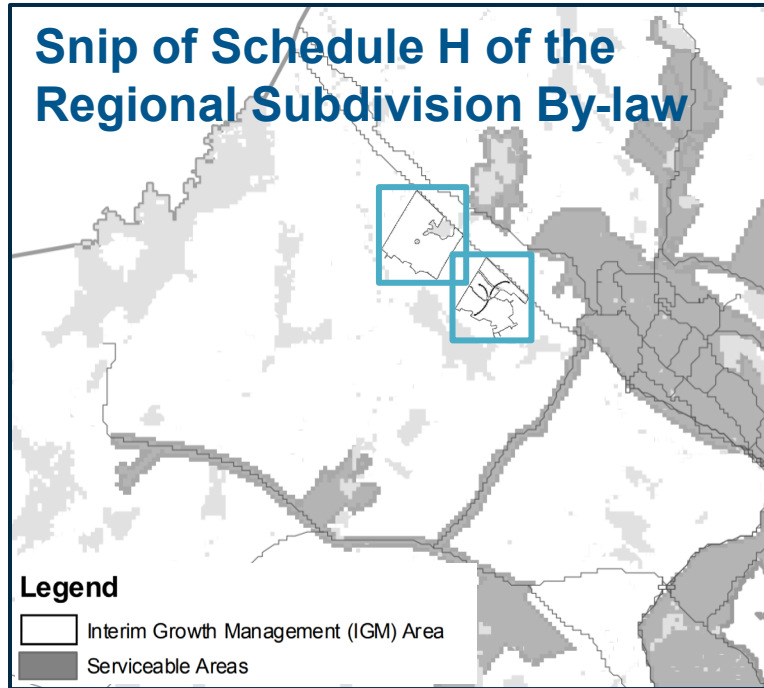 Snip of Schedule H of the
Regional Subdivision By-law
Legend
Interim Growth Management (IGM) Area
Serviceable Areas